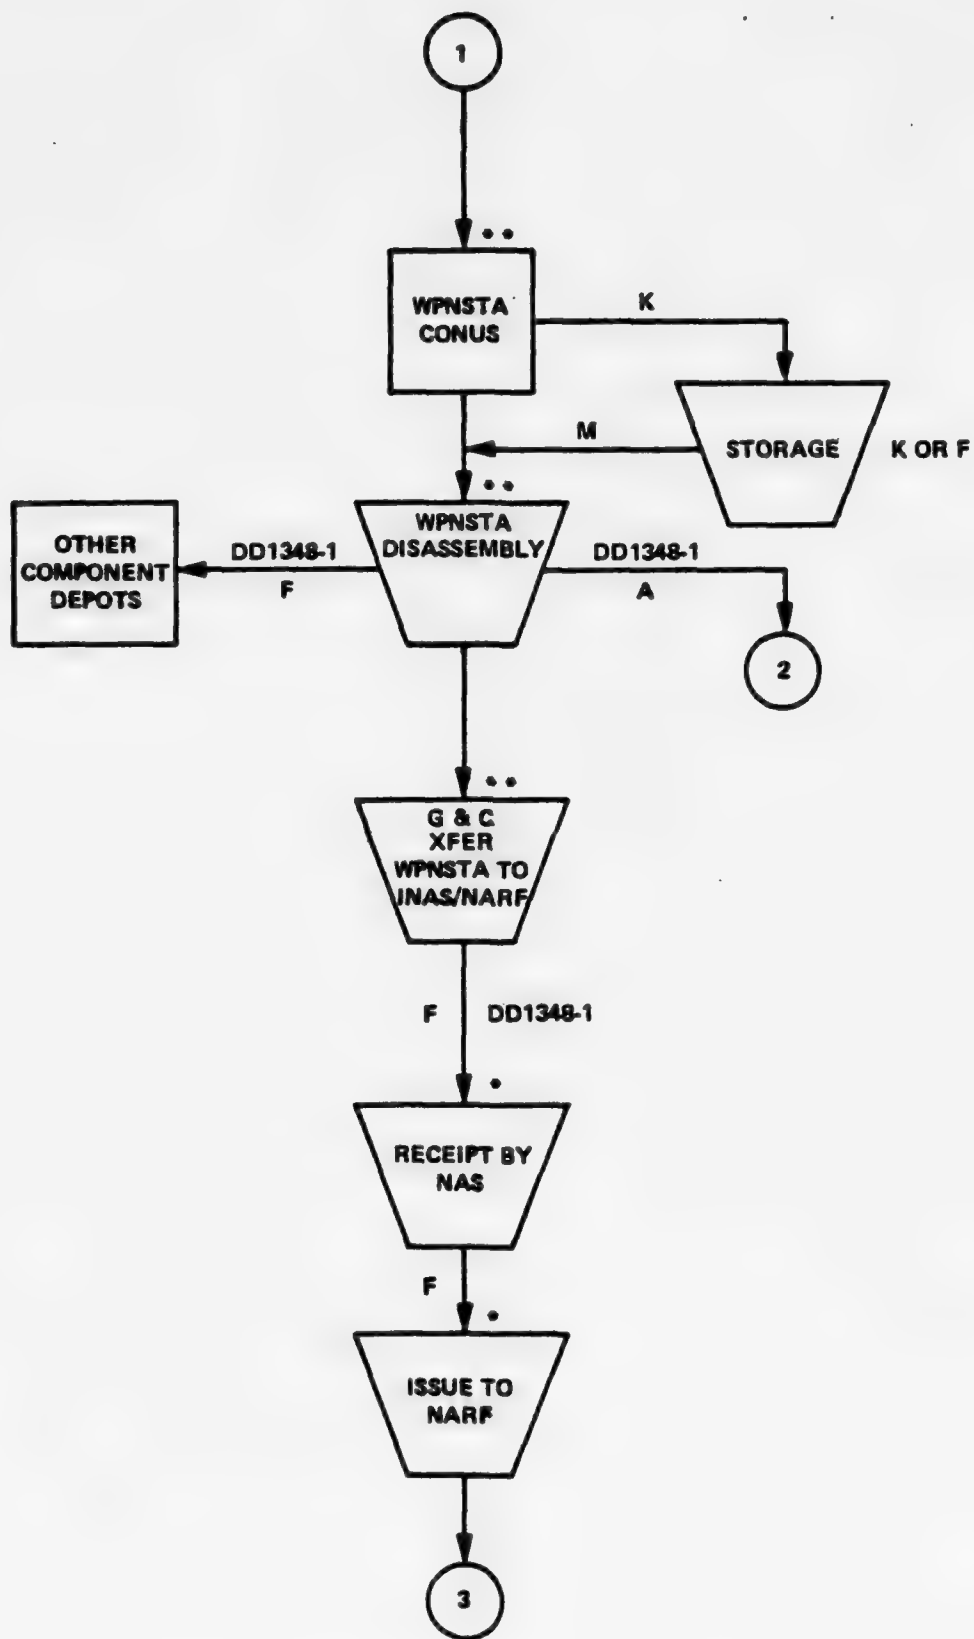 1
**
WPNSTA
CONUS
K
STORAGE
K OR F
M
**
WPNSTA
DISASSEMBLY
DD1348-1
F
OTHER
COMPONENT
DEPOTS
DD1348-1
A
2
**
G & C
XFER
WPNSTA TO
INAS/NARF
F DD1348-1
*
RECEIPT BY
NAS
F
*
ISSUE TO
NARF
3